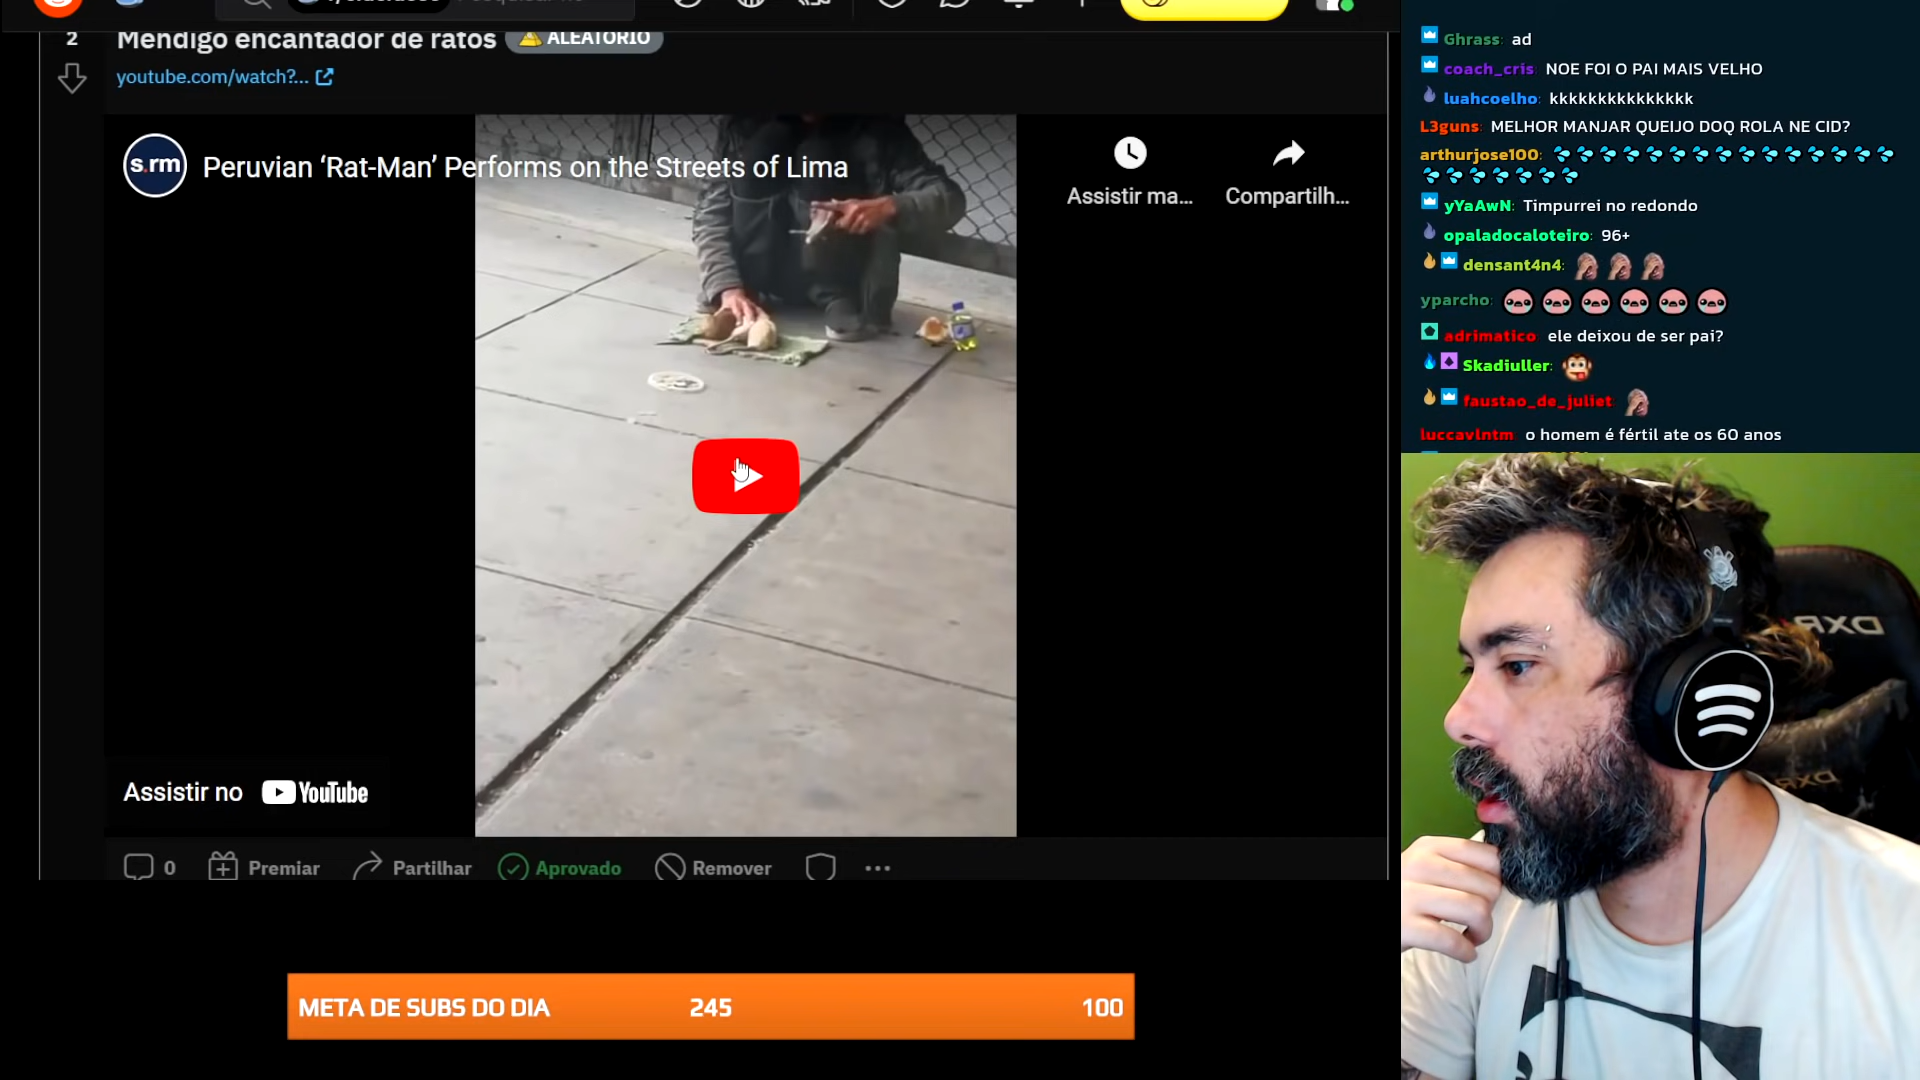 2
Mendigo encantador de ratos
ALEATÓRIO
youtube.com/watch?...
s.rm
Peruvian ‘Rat-Man’ Performs on the Streets of Lima
Assistir ma...
Compartilh...
Assistir no YouTube
0 Premiar Partilhar Aprovado Remover
META DE SUBS DO DIA 245 100
Ghrass: ad
coach_cris: NOE FOI O PAI MAIS VELHO
luahcoelho: kkkkkkkkkkkkkkk
L3guns: MELHOR MANJAR QUEIJO DOQ ROLA NE CID?
arthurjose100:
yYaAwN: Timpurrei no redondo
opaladocaloteiro: 96+
densant4n4:
yparcho:
adrimatico: ele deixou de ser pai?
Skadiuller:
faustao_de_juliet:
luccavlntm: o homem é fértil ate os 60 anos